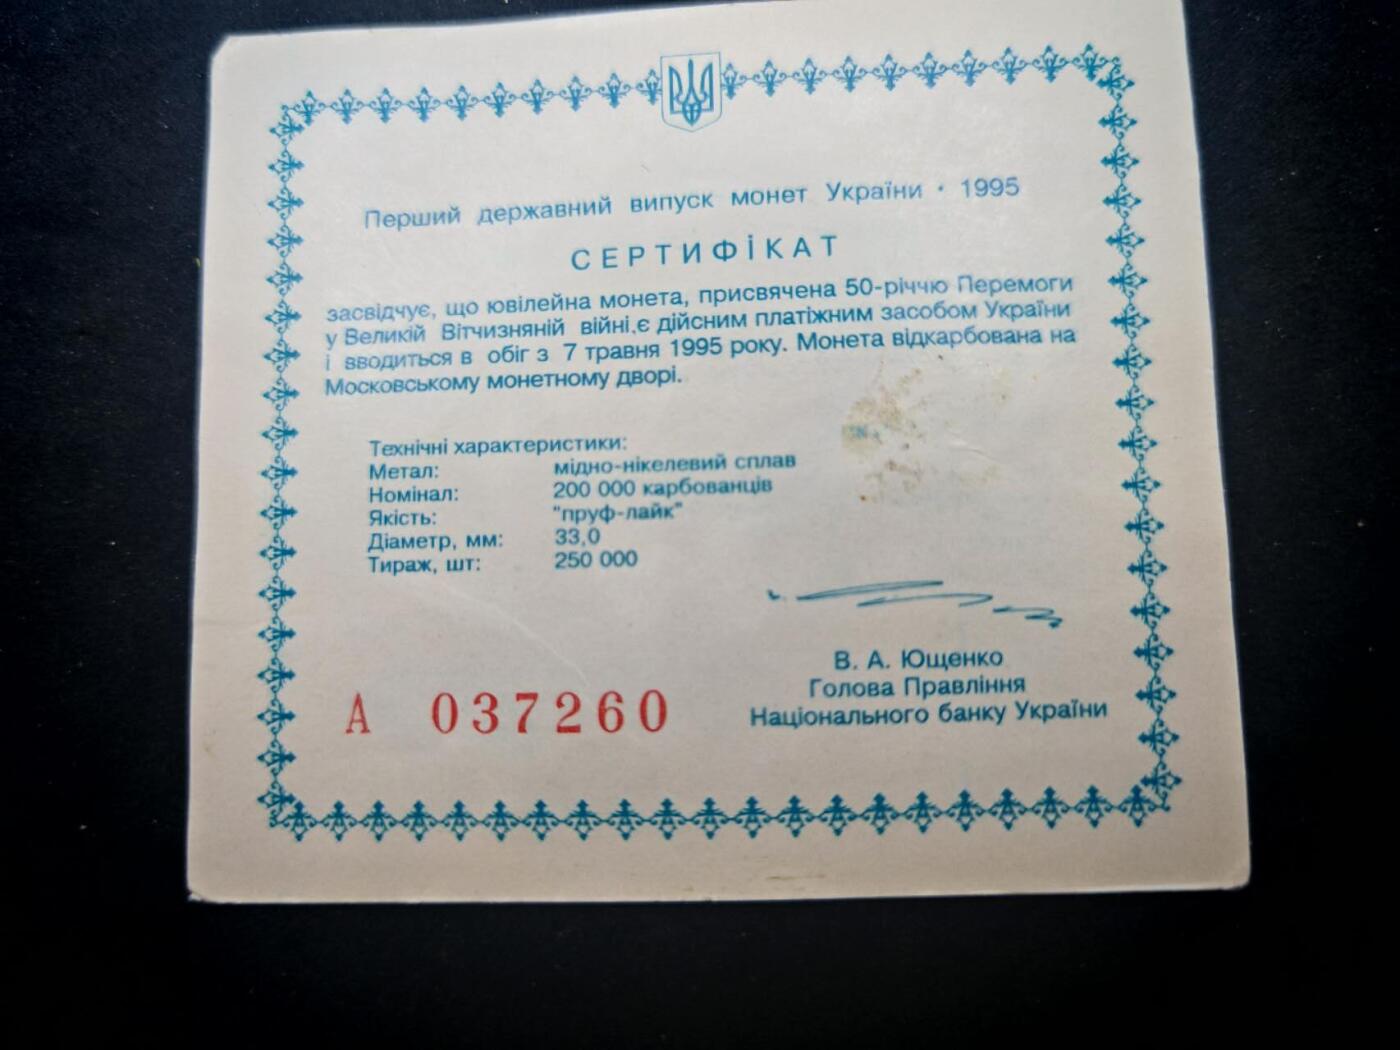 Перший державний випуск монет України • 1995
СЕРТИФІКАТ
засвідчує, що ювілейна монета, присвячена 50-річчю Перемоги
у Великій Вітчизняній війні,є дійсним платіжним засобом України
і вводиться в обіг з 7 травня 1995 року. Монета відкарбована на
Московському монетному дворі.
Технічні характеристики:
Метал: мідно-нікелевий сплав
Номінал: 200 000 карбованців
Якість: "пруф-лайк"
Діаметр, мм: 33,0
Тираж, шт: 250 000
В. А. Ющенко
Голова Правління
Національного банку України
А 037260